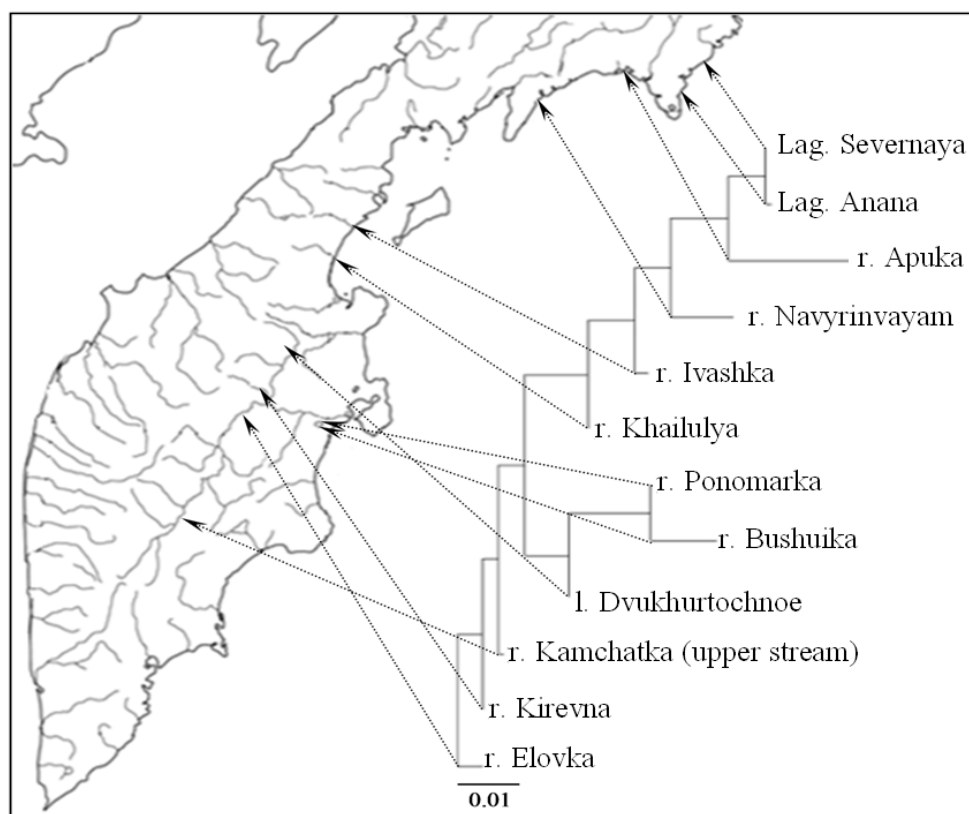 Lag. Severnaya
Lag. Anana
r. Apuka
r. Navyrinvayam
r. Ivashka
r. Khailulya
r. Ponomarka
r. Bushuika
l. Dvukhurtochnoe
r. Kamchatka (upper stream)
r. Kirevna
r. Elovka
0.01